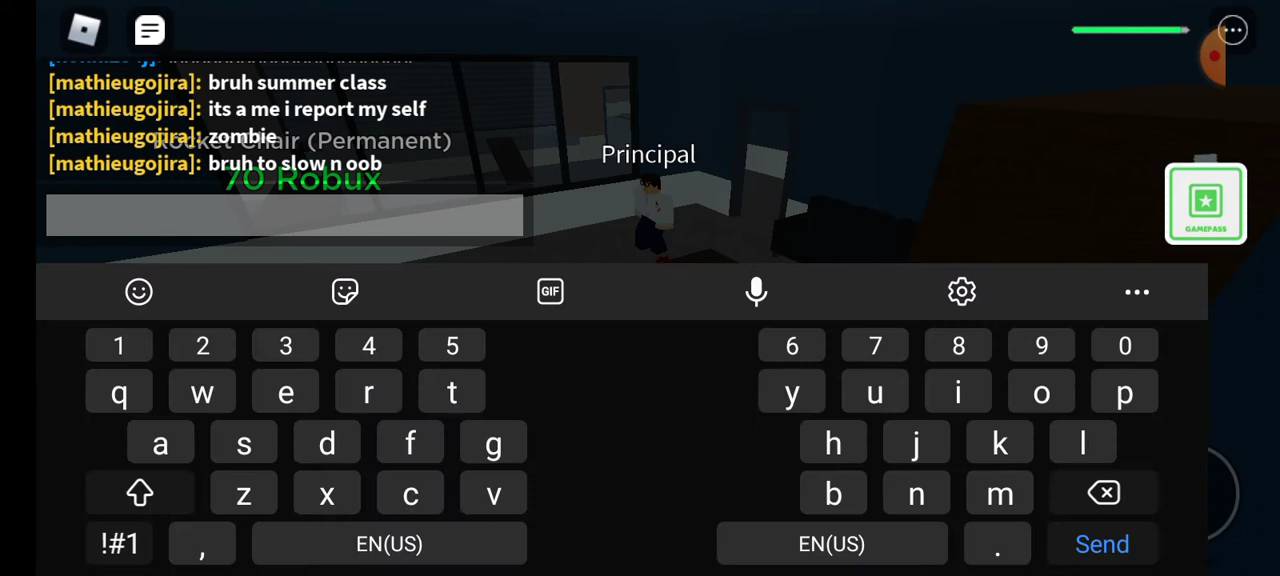 [mathieugojira]: bruh summer class
[mathieugojira]: its a me i report my self
[mathieugojira]: zombie
Rocket Chair (Permanent)
[mathieugojira]: bruh to slow n oob
70 Robux
Principal
GAMEPASS
GIF
1 2 3 4 5 6 7 8 9 0
q w e r t y u i o p
a s d f g h j k l
z x c v b n m
!#1 , EN(US) EN(US) . Send